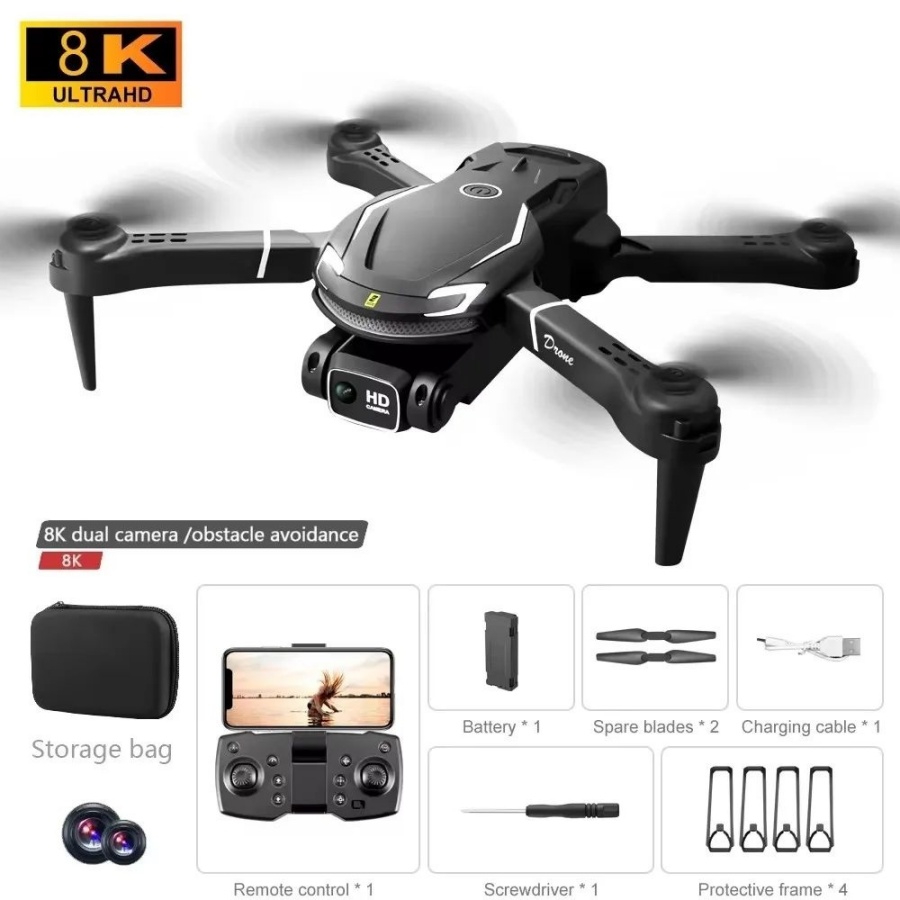 8K
ULTRAHD
Drone
HD
CAMERA
8K dual camera /obstacle avoidance
8K
Storage bag
Battery * 1
Spare blades * 2
Charging cable * 1
Remote control * 1
Screwdriver * 1
Protective frame * 4